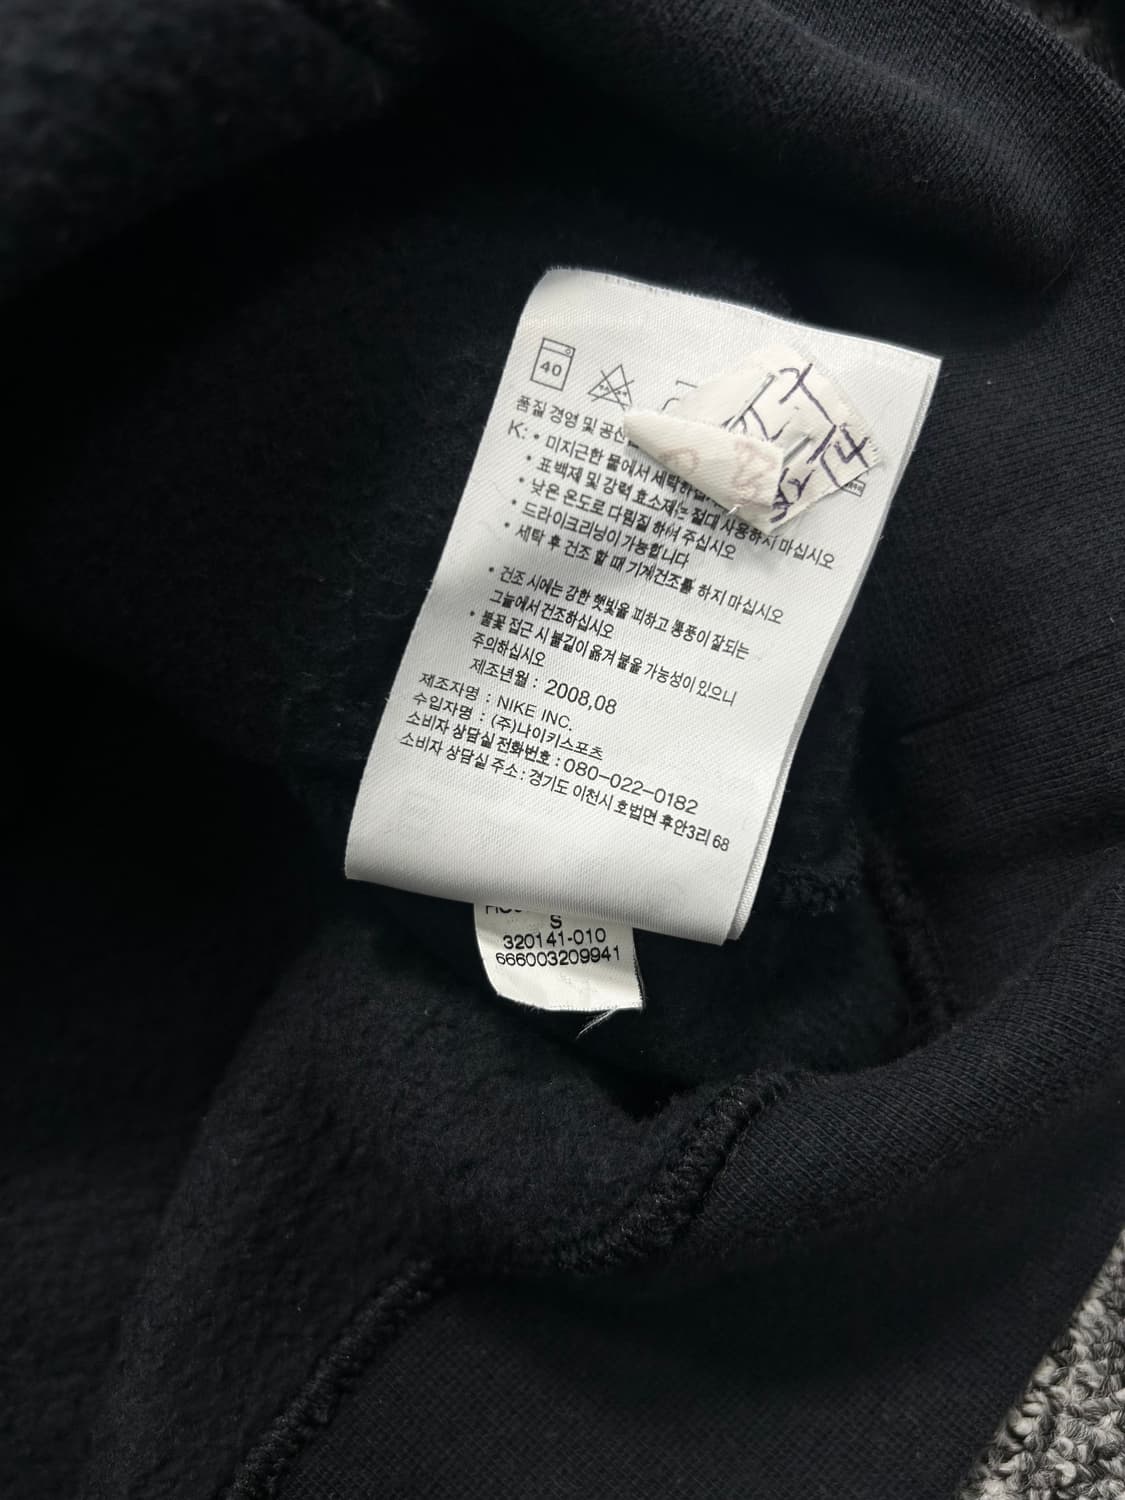 40
품질 경영 및 공산
K: • 미지근한 물에서 세탁하십
• 표백제 및 강력 효소제는 절대 사용하지 마십시오
• 낮은 온도로 다림질 하여 주십시오
• 드라이크리닝이 가능합니다
• 세탁 후 건조 할 때 기계건조를 하지 마십시오
• 건조 시에는 강한 햇빛을 피하고 통풍이 잘되는
그늘에서 건조하십시오
• 불꽃 접근 시 불길이 옮겨 붙을 가능성이 있으니
주의하십시오
제조년월 : 2008,08
제조자명 : NIKE INC.
수입자명 : (주)나이키스포츠
소비자 상담실 전화번호 : 080-022-0182
소비자 상담실 주소 : 경기도 이천시 호법면 후안3리 68
S
320141-010
666003209941